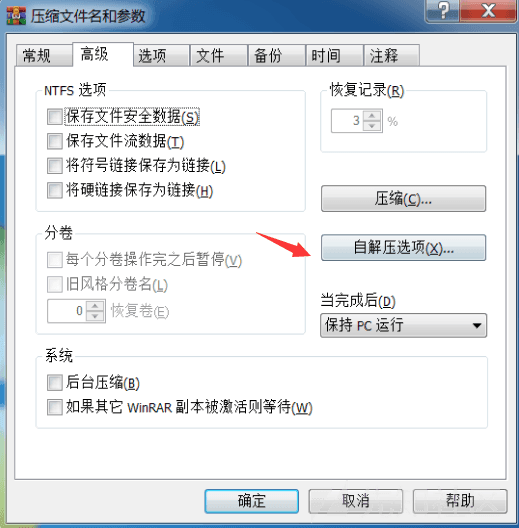 压缩文件名和参数
常规 高级 选项 文件 备份 时间 注释
NTFS 选项
保存文件安全数据(S)
保存文件流数据(T)
将符号链接保存为链接(L)
将硬链接保存为链接(H)
恢复记录(R)
3 %
压缩(C)...
分卷
每个分卷操作完之后暂停(V)
旧风格分卷名(L)
0 恢复卷(E)
自解压选项(X)...
当完成后(D)
保持 PC 运行
系统
后台压缩(B)
如果其它 WinRAR 副本被激活则等待(W)
确定 取消 帮助